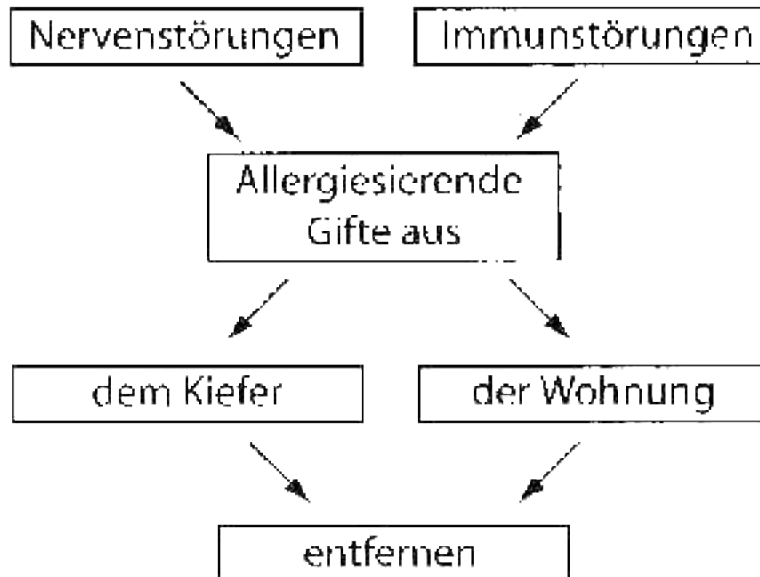 Nervenstörungen
Immunstörungen
Allergiesierende
Gifte aus
dem Kiefer
der Wohnung
entfernen